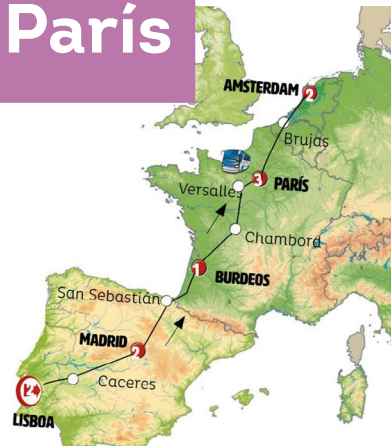 París
AMSTERDAM
2
Brujas
Versalles
3
PARÍS
Chambord
1
BURDEOS
San Sebastián
MADRID
2
Caceres
2
LISBOA